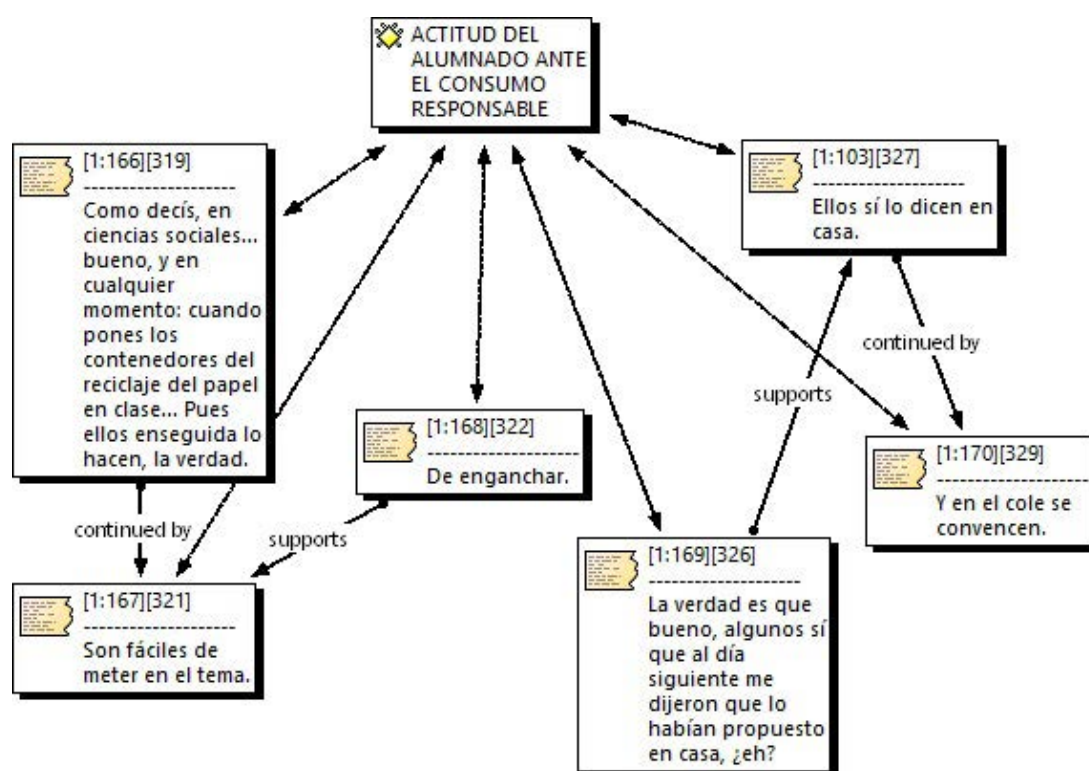 ACTITUD DEL
ALUMNADO ANTE
EL CONSUMO
RESPONSABLE
[1:166][319]
--------------------
Como decís, en
ciencias sociales...
bueno, y en
cualquier
momento: cuando
pones los
contenedores del
reciclaje del papel
en clase... Pues
ellos enseguida lo
hacen, la verdad.
[1:103][327]
--------------------
Ellos sí lo dicen en
casa.
continued by
supports
[1:168][322]
--------------------
De enganchar.
[1:170][329]
--------------------
Y en el cole se
convencen.
continued by
supports
[1:167][321]
--------------------
Son fáciles de
meter en el tema.
[1:169][326]
--------------------
La verdad es que
bueno, algunos sí
que al día
siguiente me
dijeron que lo
habían propuesto
en casa, ¿eh?